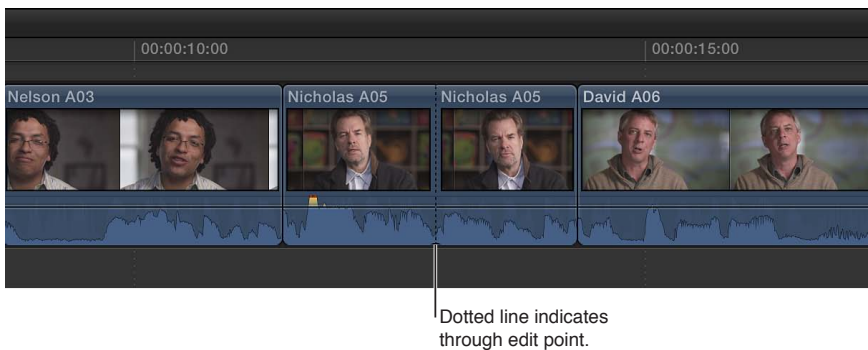 00:00:10:00 00:00:15:00
Nelson A03 Nicholas A05 Nicholas A05 David A06
Dotted line indicates
through edit point.